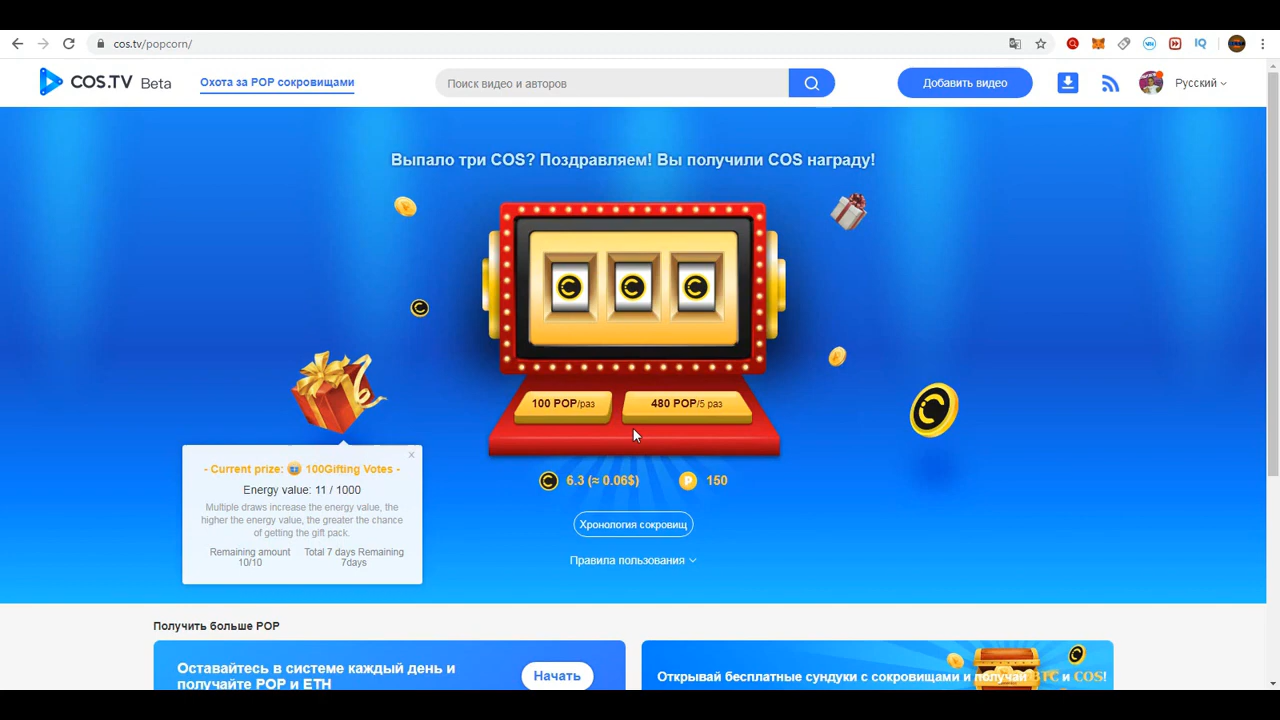 cos.tv/popcorn/
COS.TV Beta
Охота за POP сокровищами
Поиск видео и авторов
Добавить видео
Русский
Выпало три COS? Поздравляем! Вы получили COS награду!
100 POP/раз
480 POP/5 раз
- Current prize: 100Gifting Votes -
Energy value: 11 / 1000
Multiple draws increase the energy value, the
higher the energy value, the greater the chance
of getting the gift pack.
Remaining amount
10/10
Total 7 days Remaining
7days
6.3 (≈ 0.06$)
150
Хронология сокровищ
Правила пользования
Получить больше POP
Оставайтесь в системе каждый день и
получайте POP и ETH
Начать
Открывай бесплатные сундуки с сокровищами и получай BTC и COS!